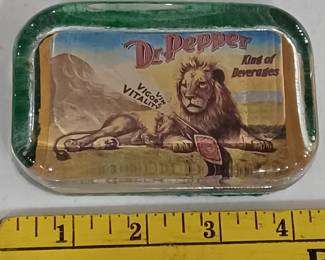 Dr. Pepper
King of
Beverages
VIM
VIGOR
VITALITY
1 2 3 4